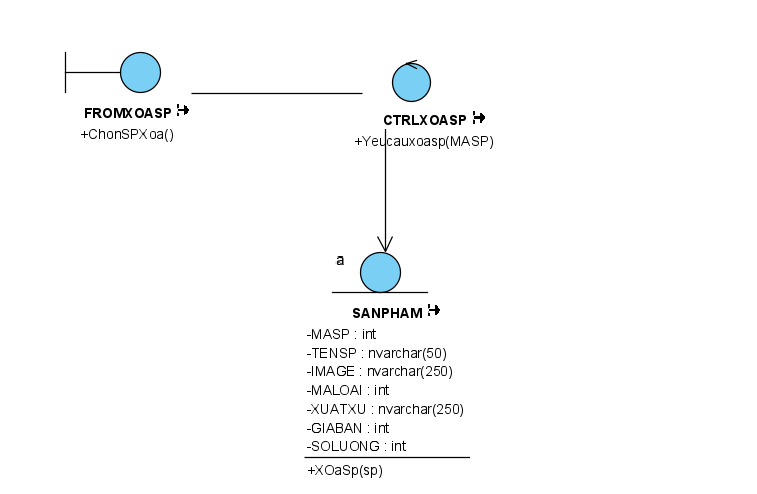 FROMXOASP
+ChonSPXoa()
CTRLXOASP
+Yeucauxoasp(MASP)
a
SANPHAM
-MASP : int
-TENSP : nvarchar(50)
-IMAGE : nvarchar(250)
-MALOAI : int
-XUATXU : nvarchar(250)
-GIABAN : int
-SOLUONG : int
+XOaSp(sp)